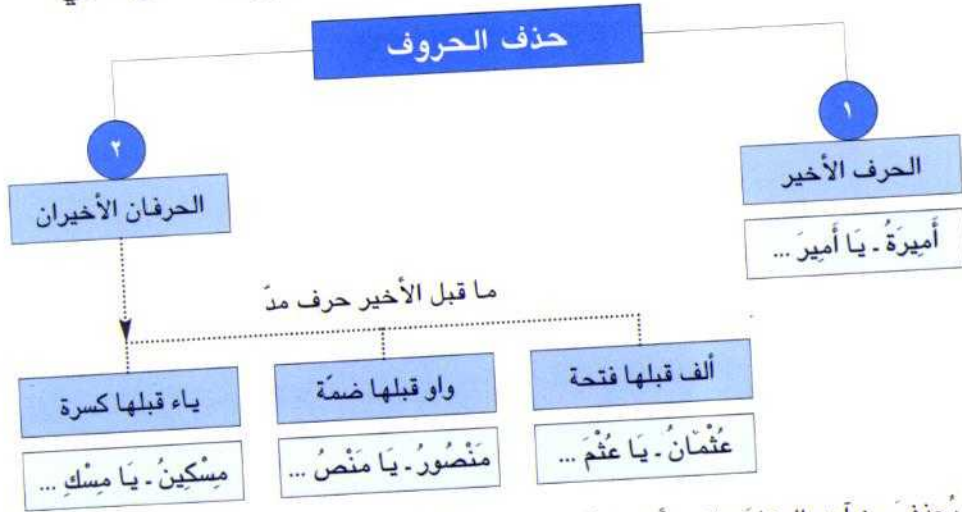 حذف الحروف
١
الحرف الأخير
أَمِيرَةُ ـ يَا أَمِيرَ ...
٢
الحرفان الأخيران
ما قبل الأخير حرف مدّ
ألف قبلها فتحة
عُثْمَانُ ـ يَا عُثْمَ ...
واو قبلها ضمّة
مَنْصُورُ ـ يَا مَنْصُ ...
ياء قبلها كسرة
مِسْكِينُ ـ يَا مِسْكِ ...